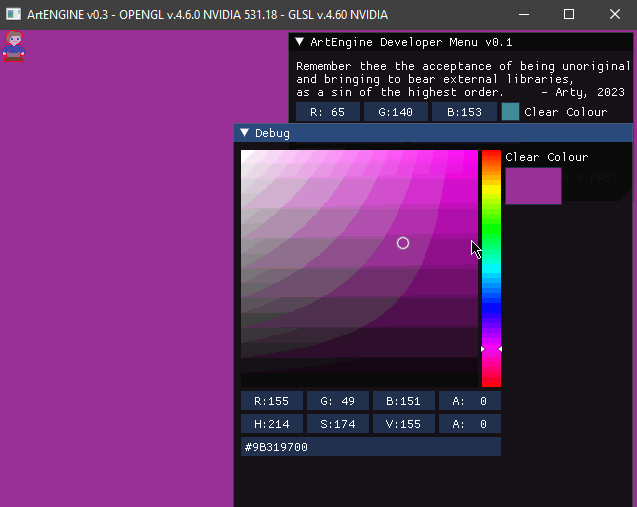 ArtENGINE v0.3 - OPENGL v.4.6.0 NVIDIA 531.18 - GLSL v.4.60 NVIDIA
ArtEngine Developer Menu v0.1
Remember thee the acceptance of being unoriginal
and bringing to bear external libraries,
as a sin of the highest order. - Arty, 2023
R: 65 G:140 B:153 Clear Colour
Debug
Clear Colour
FPS)
R:155 G: 49 B:151 A: 0
H:214 S:174 V:155 A: 0
#9B319700